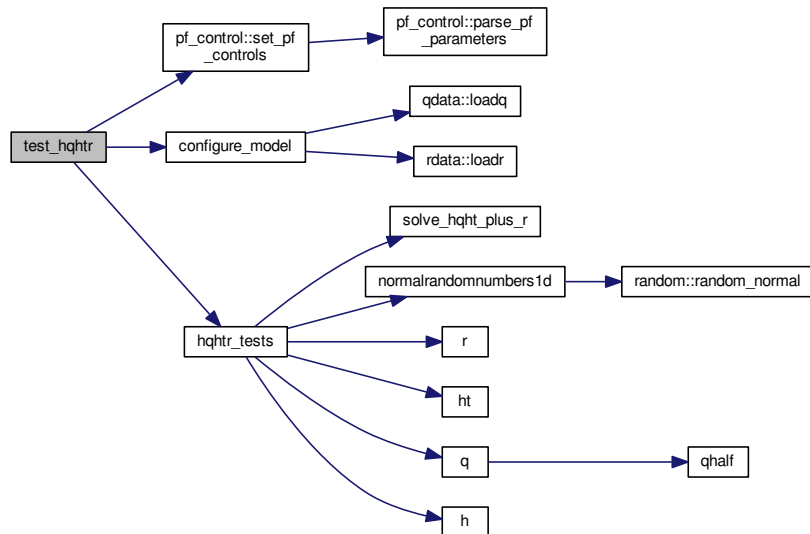 pf_control::set_pf
_controls
pf_control::parse_pf
_parameters
test_hqhtr
configure_model
qdata::loadq
rdata::loadr
hqhtr_tests
solve_hqht_plus_r
normalrandomnumbers1d
random::random_normal
r
ht
q
qhalf
h